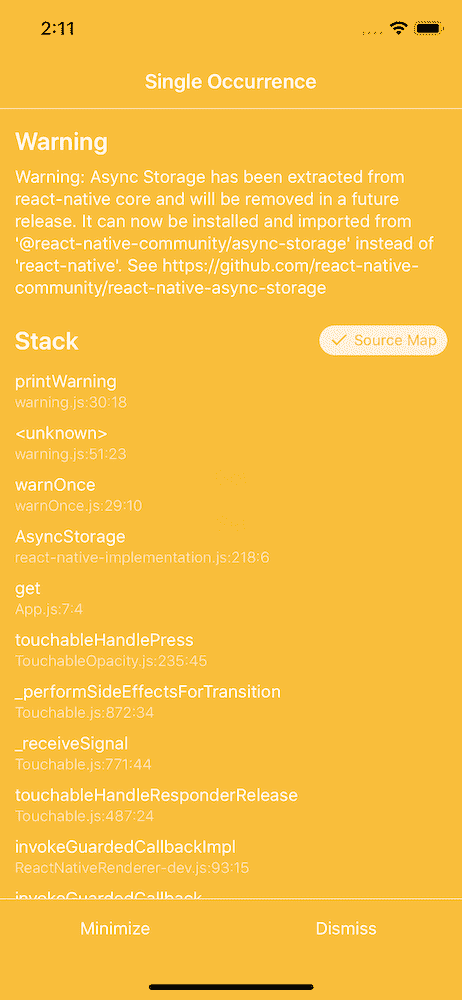 2:11
Single Occurrence
Warning
Warning: Async Storage has been extracted from
react-native core and will be removed in a future
release. It can now be installed and imported from
'@react-native-community/async-storage' instead of
'react-native'. See https://github.com/react-native-
community/react-native-async-storage
Stack
Source Map
printWarning
warning.js:30:18
<unknown>
warning.js:51:23
warnOnce
warnOnce.js:29:10
AsyncStorage
react-native-implementation.js:218:6
get
App.js:7:4
touchableHandlePress
TouchableOpacity.js:235:45
_performSideEffectsForTransition
Touchable.js:872:34
_receiveSignal
Touchable.js:771:44
touchableHandleResponderRelease
Touchable.js:487:24
invokeGuardedCallbackImpl
ReactNativeRenderer-dev.js:93:15
invokeGuardedCallback
Minimize
Dismiss